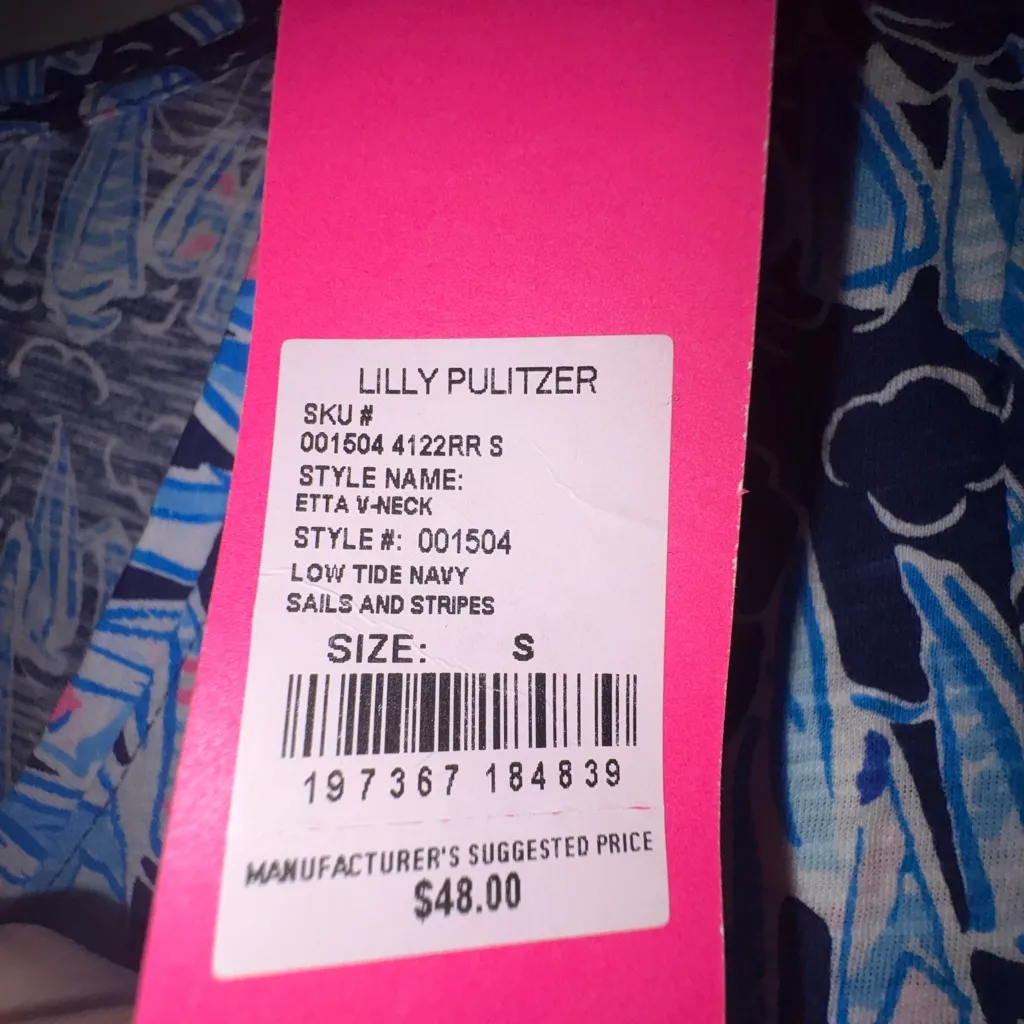 LILLY PULITZER
SKU #
001504 4122RR S
STYLE NAME:
ETTA V-NECK
STYLE #: 001504
LOW TIDE NAVY
SAILS AND STRIPES
SIZE: S
197367 184839
MANUFACTURER'S SUGGESTED PRICE
$48.00